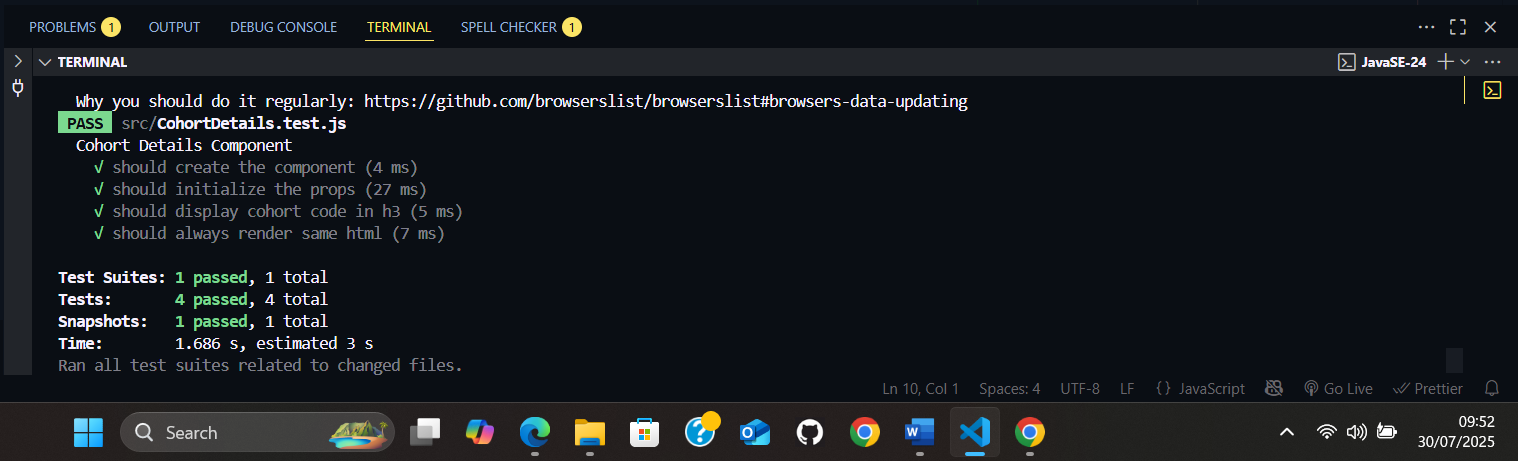 PROBLEMS 1 OUTPUT DEBUG CONSOLE TERMINAL SPELL CHECKER 1
TERMINAL JavaSE-24
Why you should do it regularly: https://github.com/browserslist/browserslist#browsers-data-updating
PASS src/CohortDetails.test.js
Cohort Details Component
√ should create the component (4 ms)
√ should initialize the props (27 ms)
√ should display cohort code in h3 (5 ms)
√ should always render same html (7 ms)
Test Suites: 1 passed, 1 total
Tests: 4 passed, 4 total
Snapshots: 1 passed, 1 total
Time: 1.686 s, estimated 3 s
Ran all test suites related to changed files.
Ln 10, Col 1 Spaces: 4 UTF-8 LF {} JavaScript Go Live Prettier
Search
09:52
30/07/2025